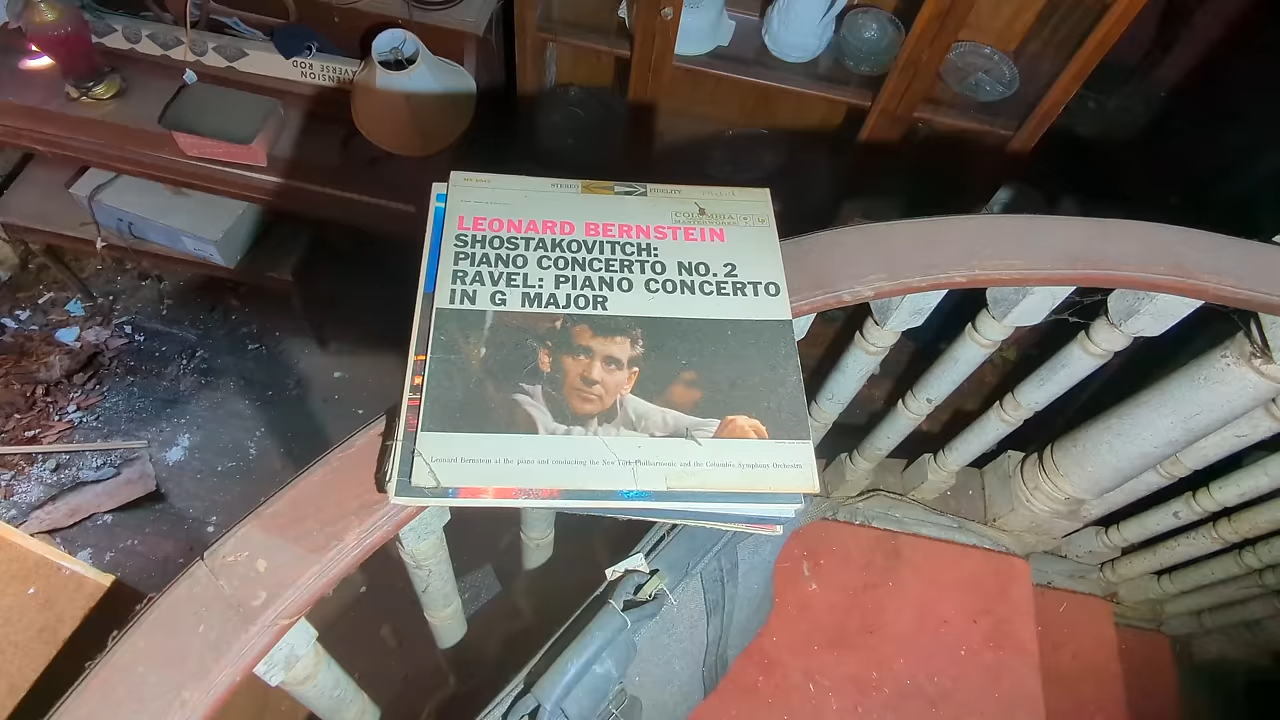 TENSION
AVERSE ROD
STEREO FIDELITY
COLUMBIA
MASTERWORKS
LEONARD BERNSTEIN
SHOSTAKOVITCH:
PIANO CONCERTO NO. 2
RAVEL: PIANO CONCERTO
IN G MAJOR
Leonard Bernstein at the piano and conducting the New York Philharmonic and the Columbia Symphony Orchestra